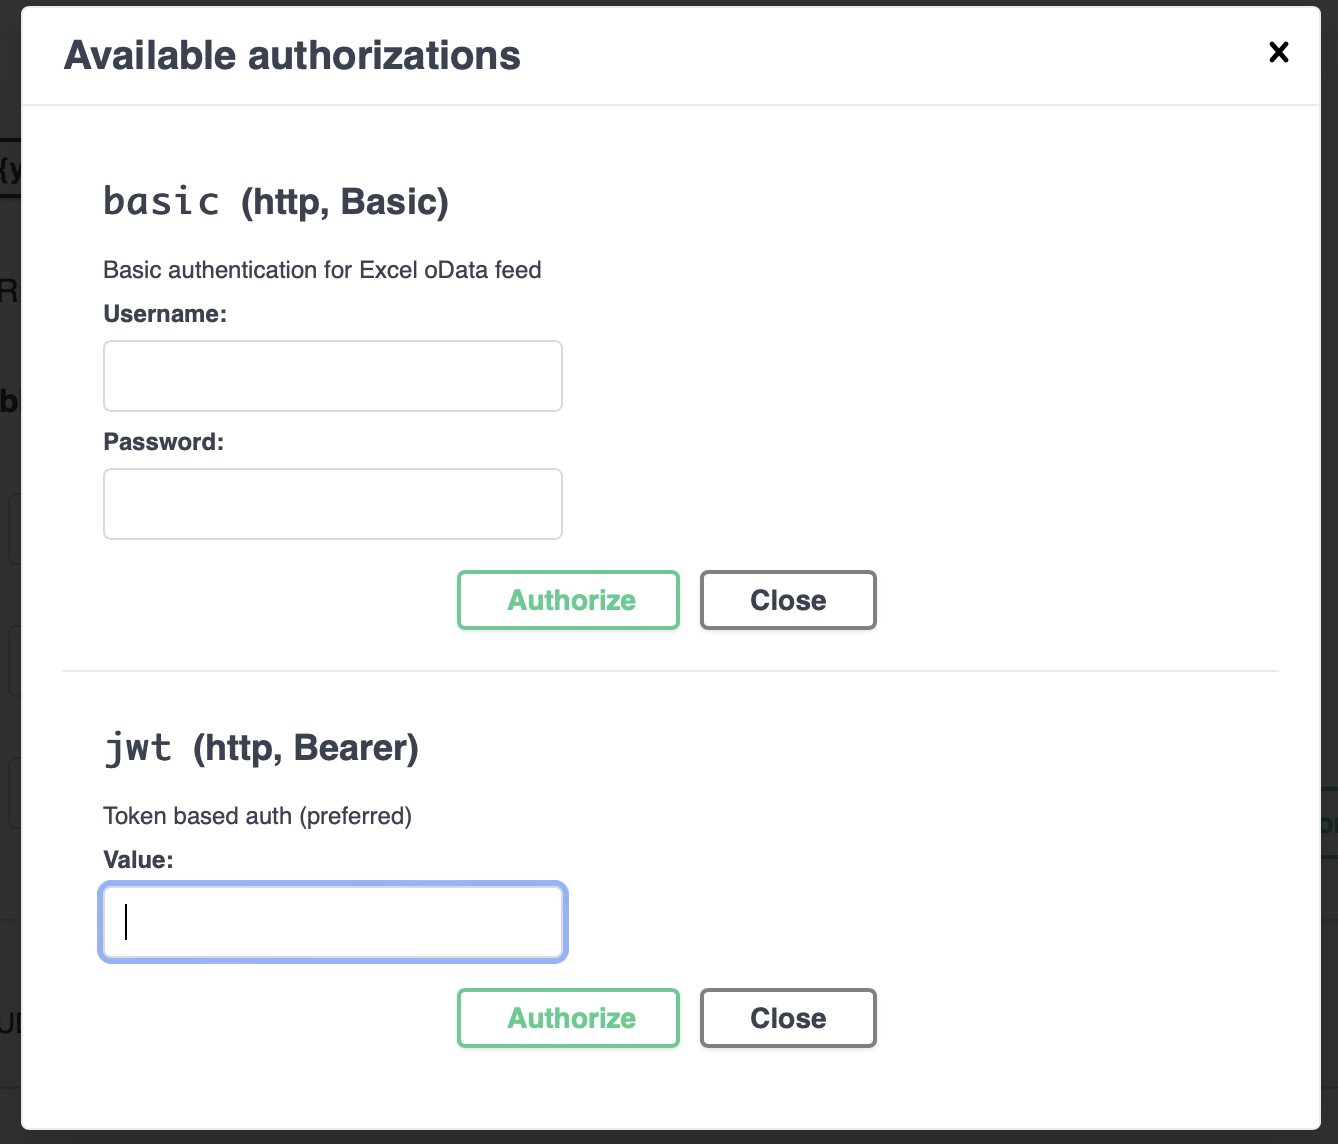 Available authorizations
basic (http, Basic)
Basic authentication for Excel oData feed
Username:
Password:
Authorize Close
jwt (http, Bearer)
Token based auth (preferred)
Value:
Authorize Close